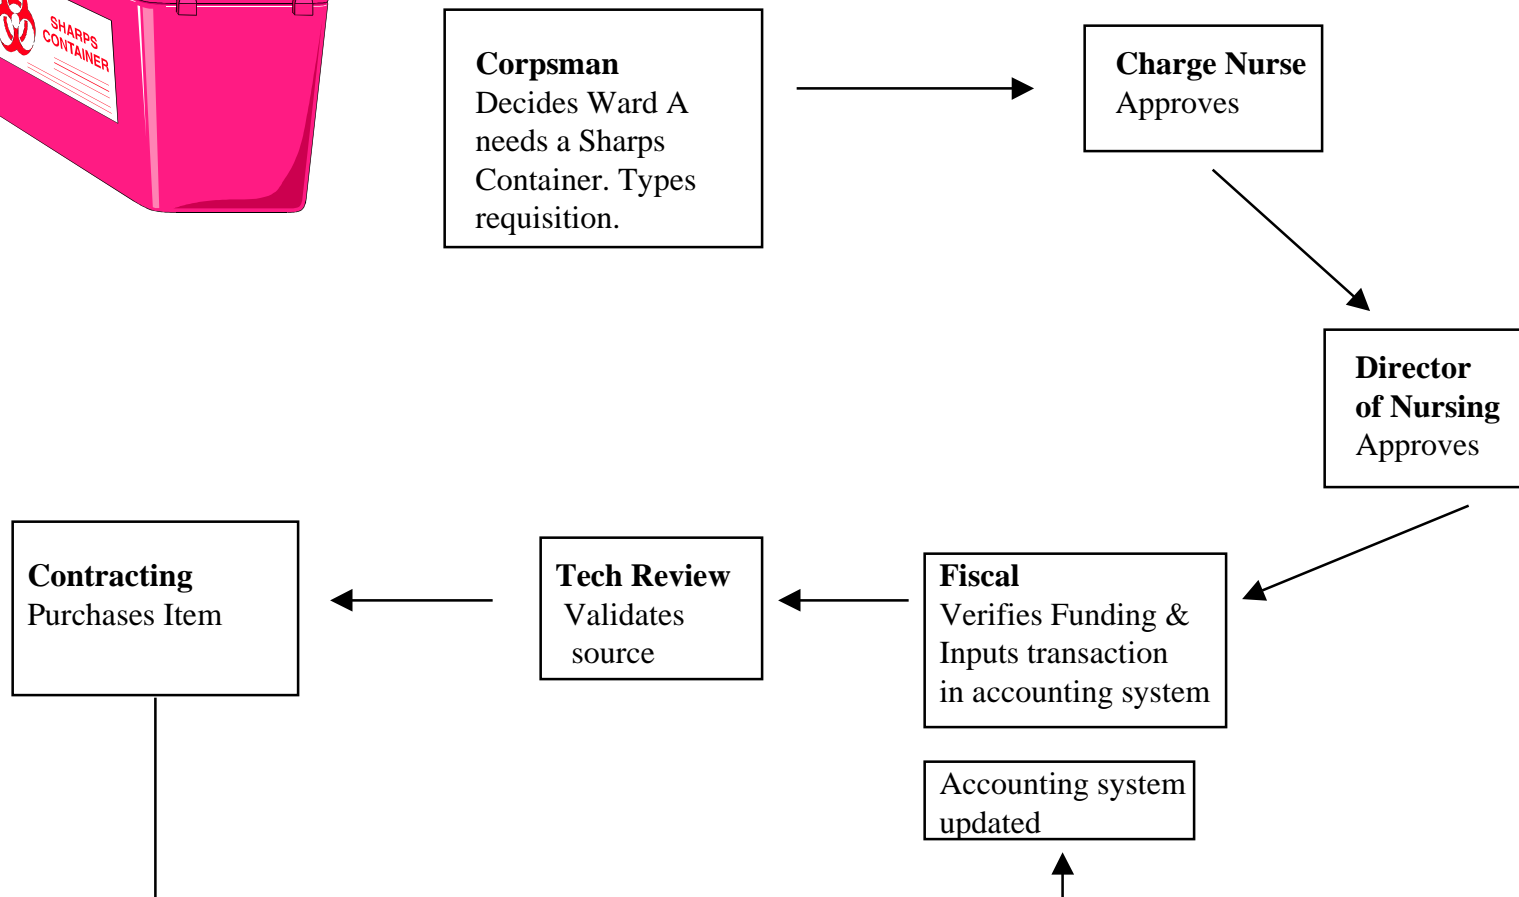 SHARPS
CONTAINER
Corpsman
Decides Ward A
needs a Sharps
Container. Types
requisition.
Charge Nurse
Approves
Director
of Nursing
Approves
Fiscal
Verifies Funding &
Inputs transaction
in accounting system
Tech Review
Validates
source
Contracting
Purchases Item
Accounting system
updated